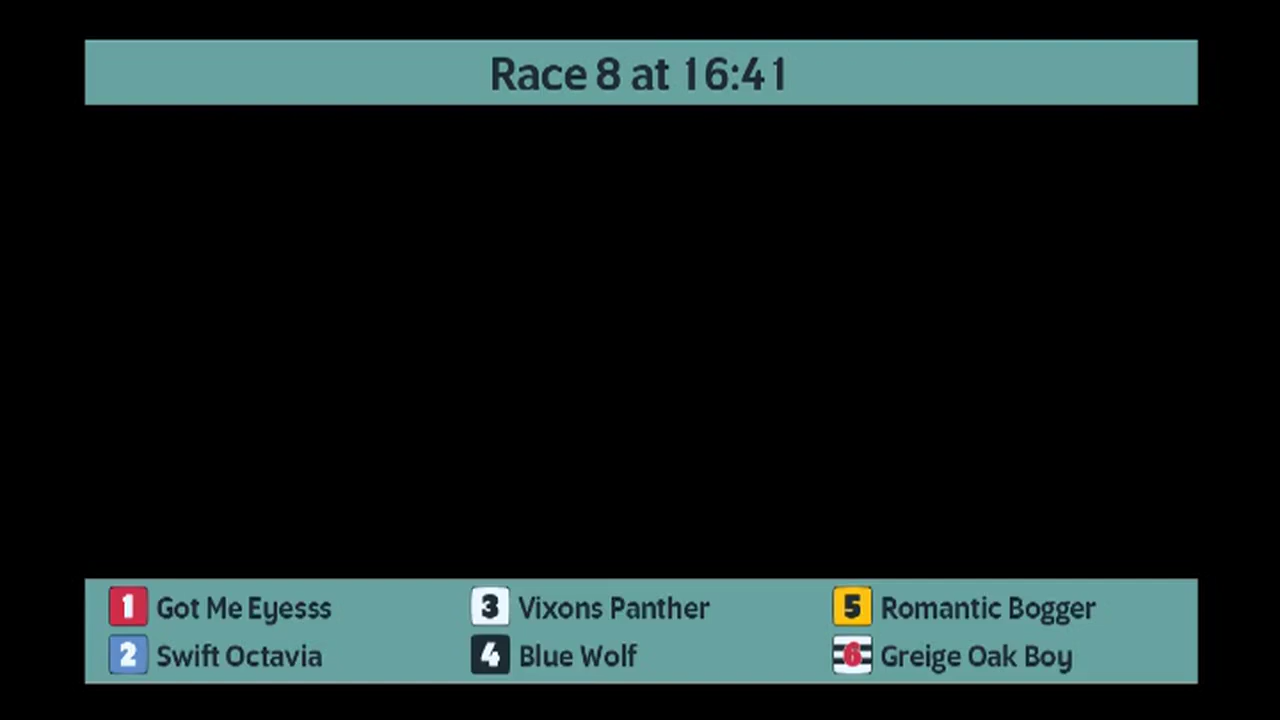 Race 8 at 16:41
1 Got Me Eyesss
2 Swift Octavia
3 Vixons Panther
4 Blue Wolf
5 Romantic Bogger
6 Greige Oak Boy